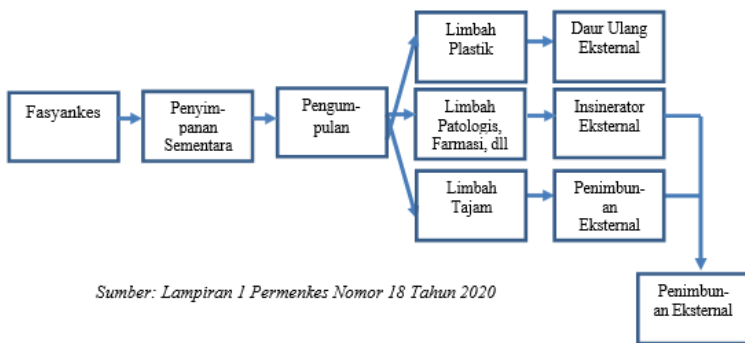 Fasyankes
Penyim-
panan
Sementara
Pengum-
pulan
Limbah
Plastik
Daur Ulang
Eksternal
Limbah
Patologis,
Farmasi, dll
Insinerator
Eksternal
Limbah
Tajam
Penimbun-
an
Eksternal
Penimbun-
an Eksternal
Sumber: Lampiran 1 Permenkes Nomor 18 Tahun 2020